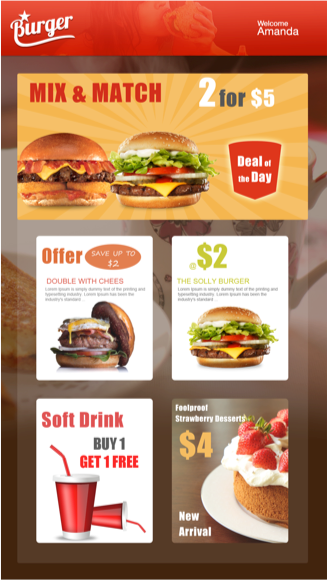 Burger
Welcome
Amanda
MIX & MATCH
2 for $5
Deal of
the Day
Offer
SAVE UP TO
$2
DOUBLE WITH CHEES
Lorem Ipsum is simply dummy text of the printing and
typesetting industry. Lorem Ipsum has been the
industry's standard...
@$2
THE SOLLY BURGER
Lorem Ipsum is simply dummy text of the printing and
typesetting industry. Lorem Ipsum has been the
industry's standard...
Soft Drink
BUY 1
GET 1 FREE
Foolproof
Strawberry Desserts
$4
New
Arrival